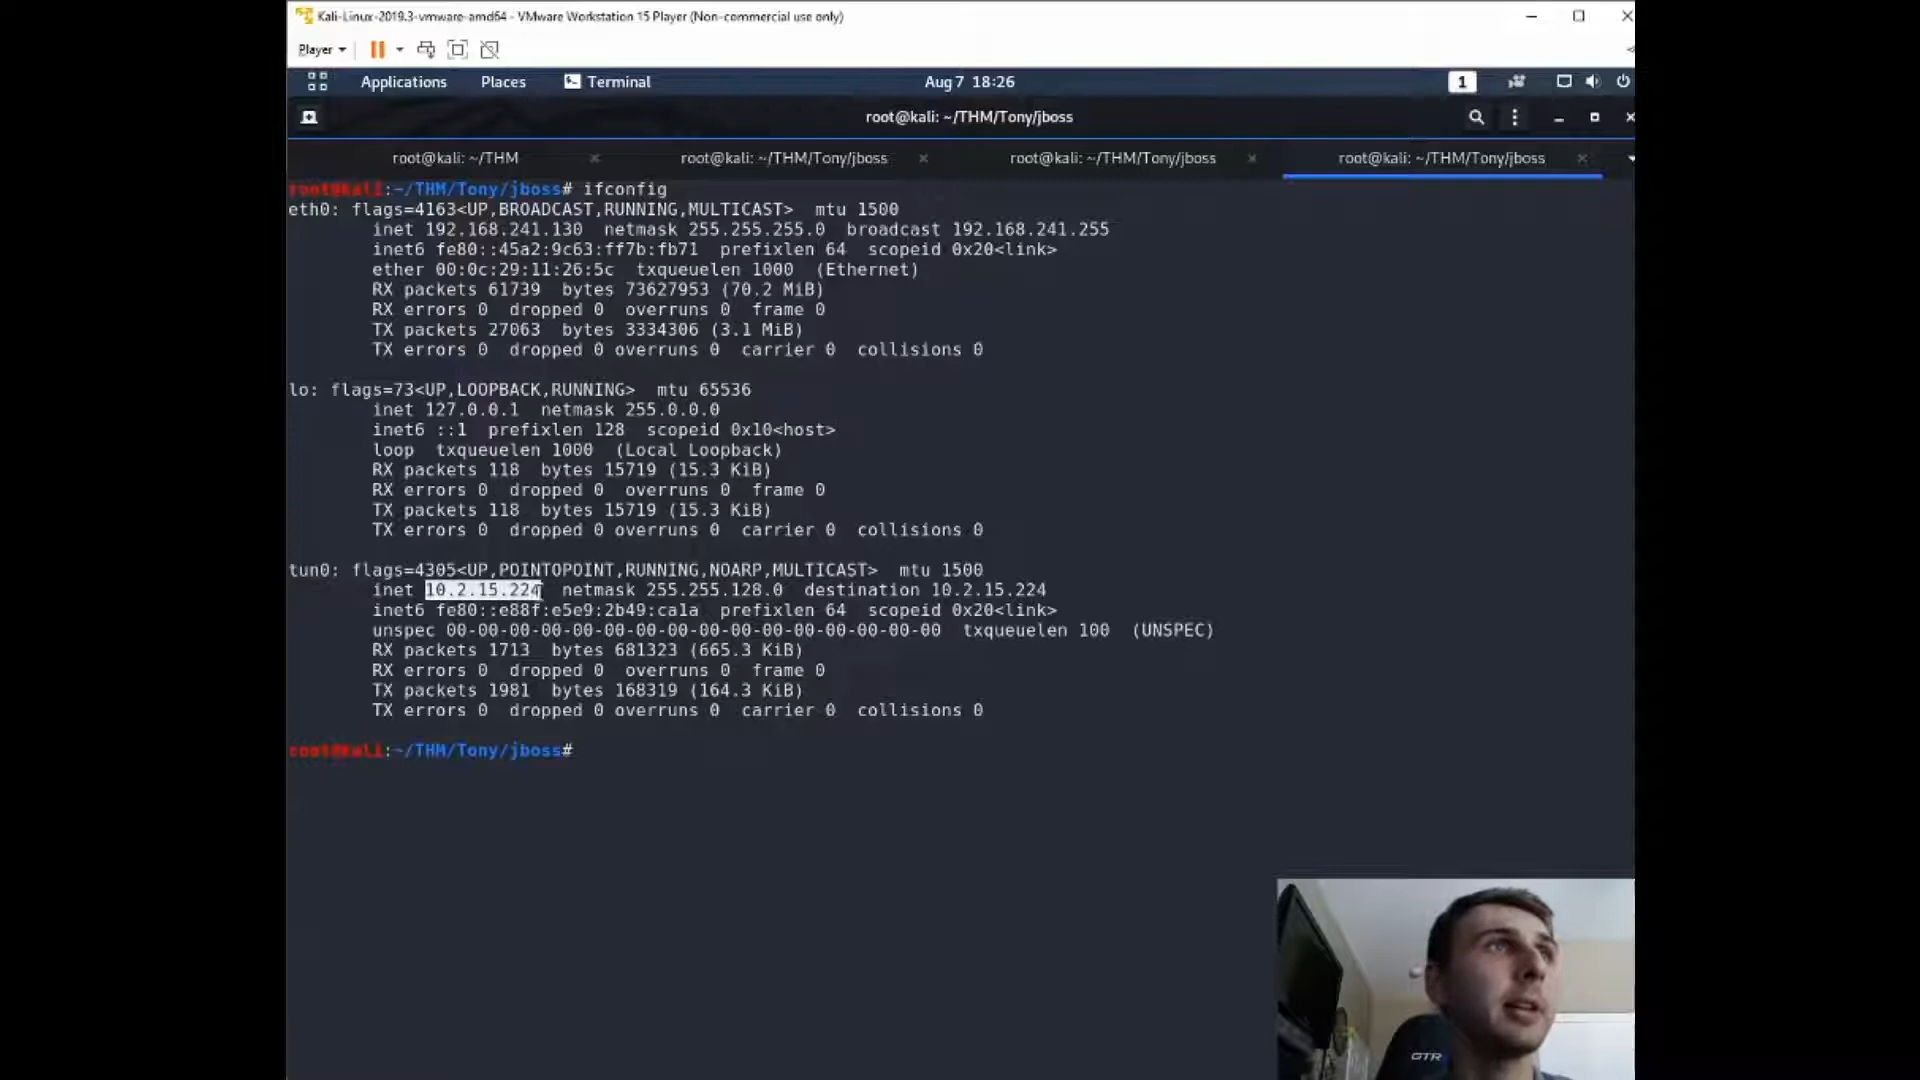 Kali-Linux-2019.3-vmware-amd64 - VMware Workstation 15 Player (Non-commercial use only)
Player
Applications Places Terminal Aug 7 18:26 1
root@kali: ~/THM/Tony/jboss
root@kali: ~/THM root@kali: ~/THM/Tony/jboss root@kali: ~/THM/Tony/jboss root@kali: ~/THM/Tony/jboss
root@kali:~/THM/Tony/jboss# ifconfig
eth0: flags=4163<UP,BROADCAST,RUNNING,MULTICAST> mtu 1500
inet 192.168.241.130 netmask 255.255.255.0 broadcast 192.168.241.255
inet6 fe80::45a2:9c63:ff7b:fb71 prefixlen 64 scopeid 0x20<link>
ether 00:0c:29:11:26:5c txqueuelen 1000 (Ethernet)
RX packets 61739 bytes 73627953 (70.2 MiB)
RX errors 0 dropped 0 overruns 0 frame 0
TX packets 27063 bytes 3334306 (3.1 MiB)
TX errors 0 dropped 0 overruns 0 carrier 0 collisions 0
lo: flags=73<UP,LOOPBACK,RUNNING> mtu 65536
inet 127.0.0.1 netmask 255.0.0.0
inet6 ::1 prefixlen 128 scopeid 0x10<host>
loop txqueuelen 1000 (Local Loopback)
RX packets 118 bytes 15719 (15.3 KiB)
RX errors 0 dropped 0 overruns 0 frame 0
TX packets 118 bytes 15719 (15.3 KiB)
TX errors 0 dropped 0 overruns 0 carrier 0 collisions 0
tun0: flags=4305<UP,POINTOPOINT,RUNNING,NOARP,MULTICAST> mtu 1500
inet 10.2.15.224 netmask 255.255.128.0 destination 10.2.15.224
inet6 fe80::e88f:e5e9:2b49:ca1a prefixlen 64 scopeid 0x20<link>
unspec 00-00-00-00-00-00-00-00-00-00-00-00-00-00-00-00 txqueuelen 100 (UNSPEC)
RX packets 1713 bytes 681323 (665.3 KiB)
RX errors 0 dropped 0 overruns 0 frame 0
TX packets 1981 bytes 168319 (164.3 KiB)
TX errors 0 dropped 0 overruns 0 carrier 0 collisions 0
root@kali:~/THM/Tony/jboss#
GTR